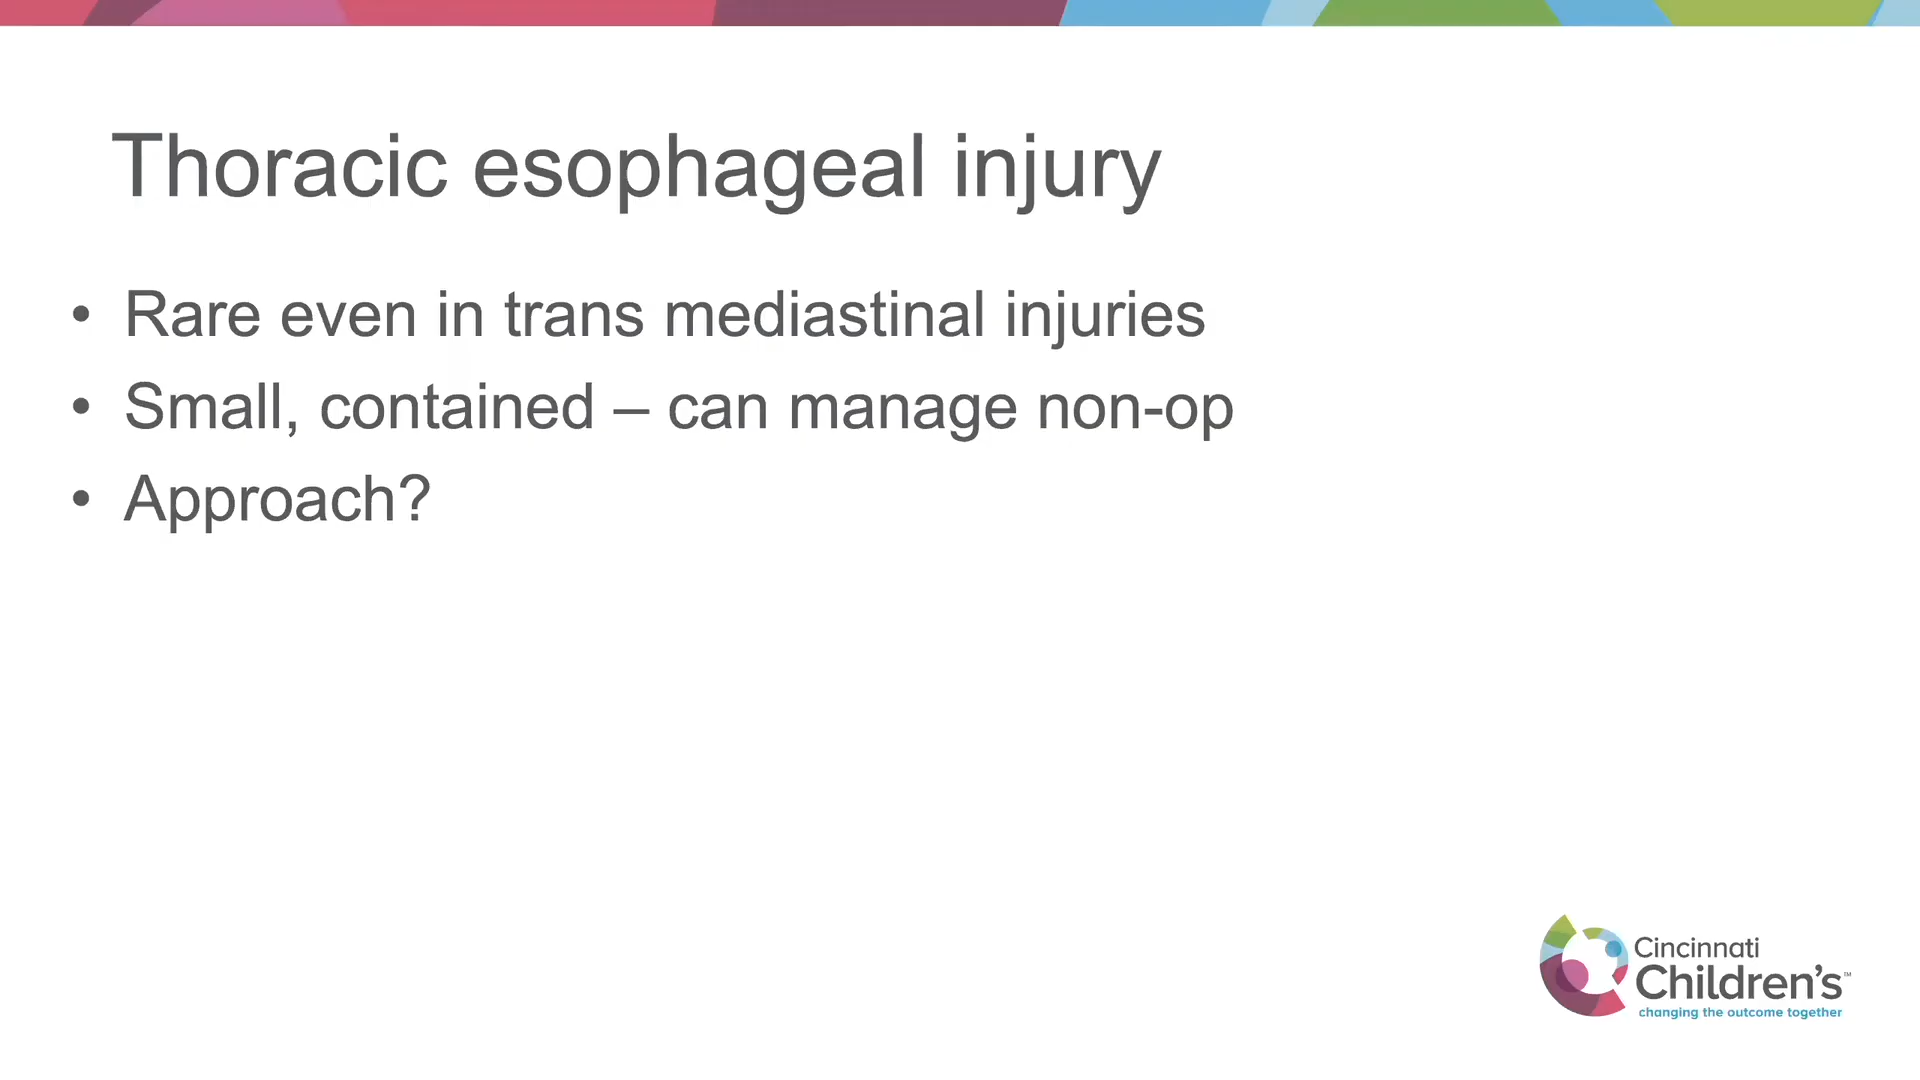 Thoracic esophageal injury
• Rare even in trans mediastinal injuries
• Small, contained – can manage non-op
• Approach?
Cincinnati
Children's™
changing the outcome together